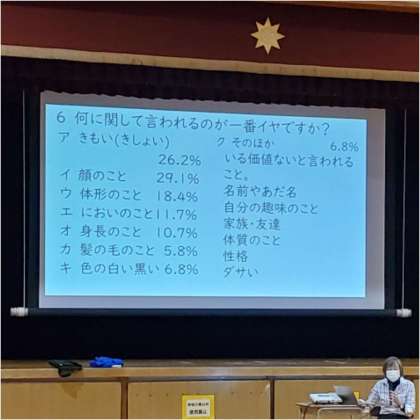 6 何に関して言われるのが一番イヤですか？
ア きもい(きしょい)
26.2%
イ 顔のこと 29.1%
ウ 体形のこと 18.4%
エ においのこと11.7%
オ 身長のこと 10.7%
カ 髪の毛のこと 5.8%
キ 色の白い黒い 6.8%
ク そのほか 6.8%
いる価値ないと言われる
こと。
名前やあだ名
自分の趣味のこと
家族・友達
体質のこと
性格
ダサい